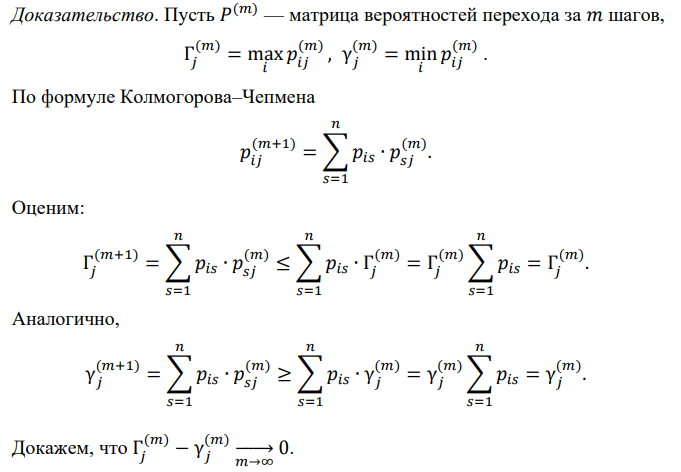 Доказательство. Пусть P^{(m)} — матрица вероятностей перехода за m шагов,
Γ_j^{(m)} = max_i p_{ij}^{(m)} , γ_j^{(m)} = min_i p_{ij}^{(m)} .
По формуле Колмогорова–Чепмена
p_{ij}^{(m+1)} = ∑_{s=1}^{n} p_{is} · p_{sj}^{(m)}.
Оценим:
Γ_j^{(m+1)} = ∑_{s=1}^{n} p_{is} · p_{sj}^{(m)} ≤ ∑_{s=1}^{n} p_{is} · Γ_j^{(m)} = Γ_j^{(m)} ∑_{s=1}^{n} p_{is} = Γ_j^{(m)}.
Аналогично,
γ_j^{(m+1)} = ∑_{s=1}^{n} p_{is} · p_{sj}^{(m)} ≥ ∑_{s=1}^{n} p_{is} · γ_j^{(m)} = γ_j^{(m)} ∑_{s=1}^{n} p_{is} = γ_j^{(m)}.
Докажем, что Γ_j^{(m)} − γ_j^{(m)} →_{m→∞} 0.